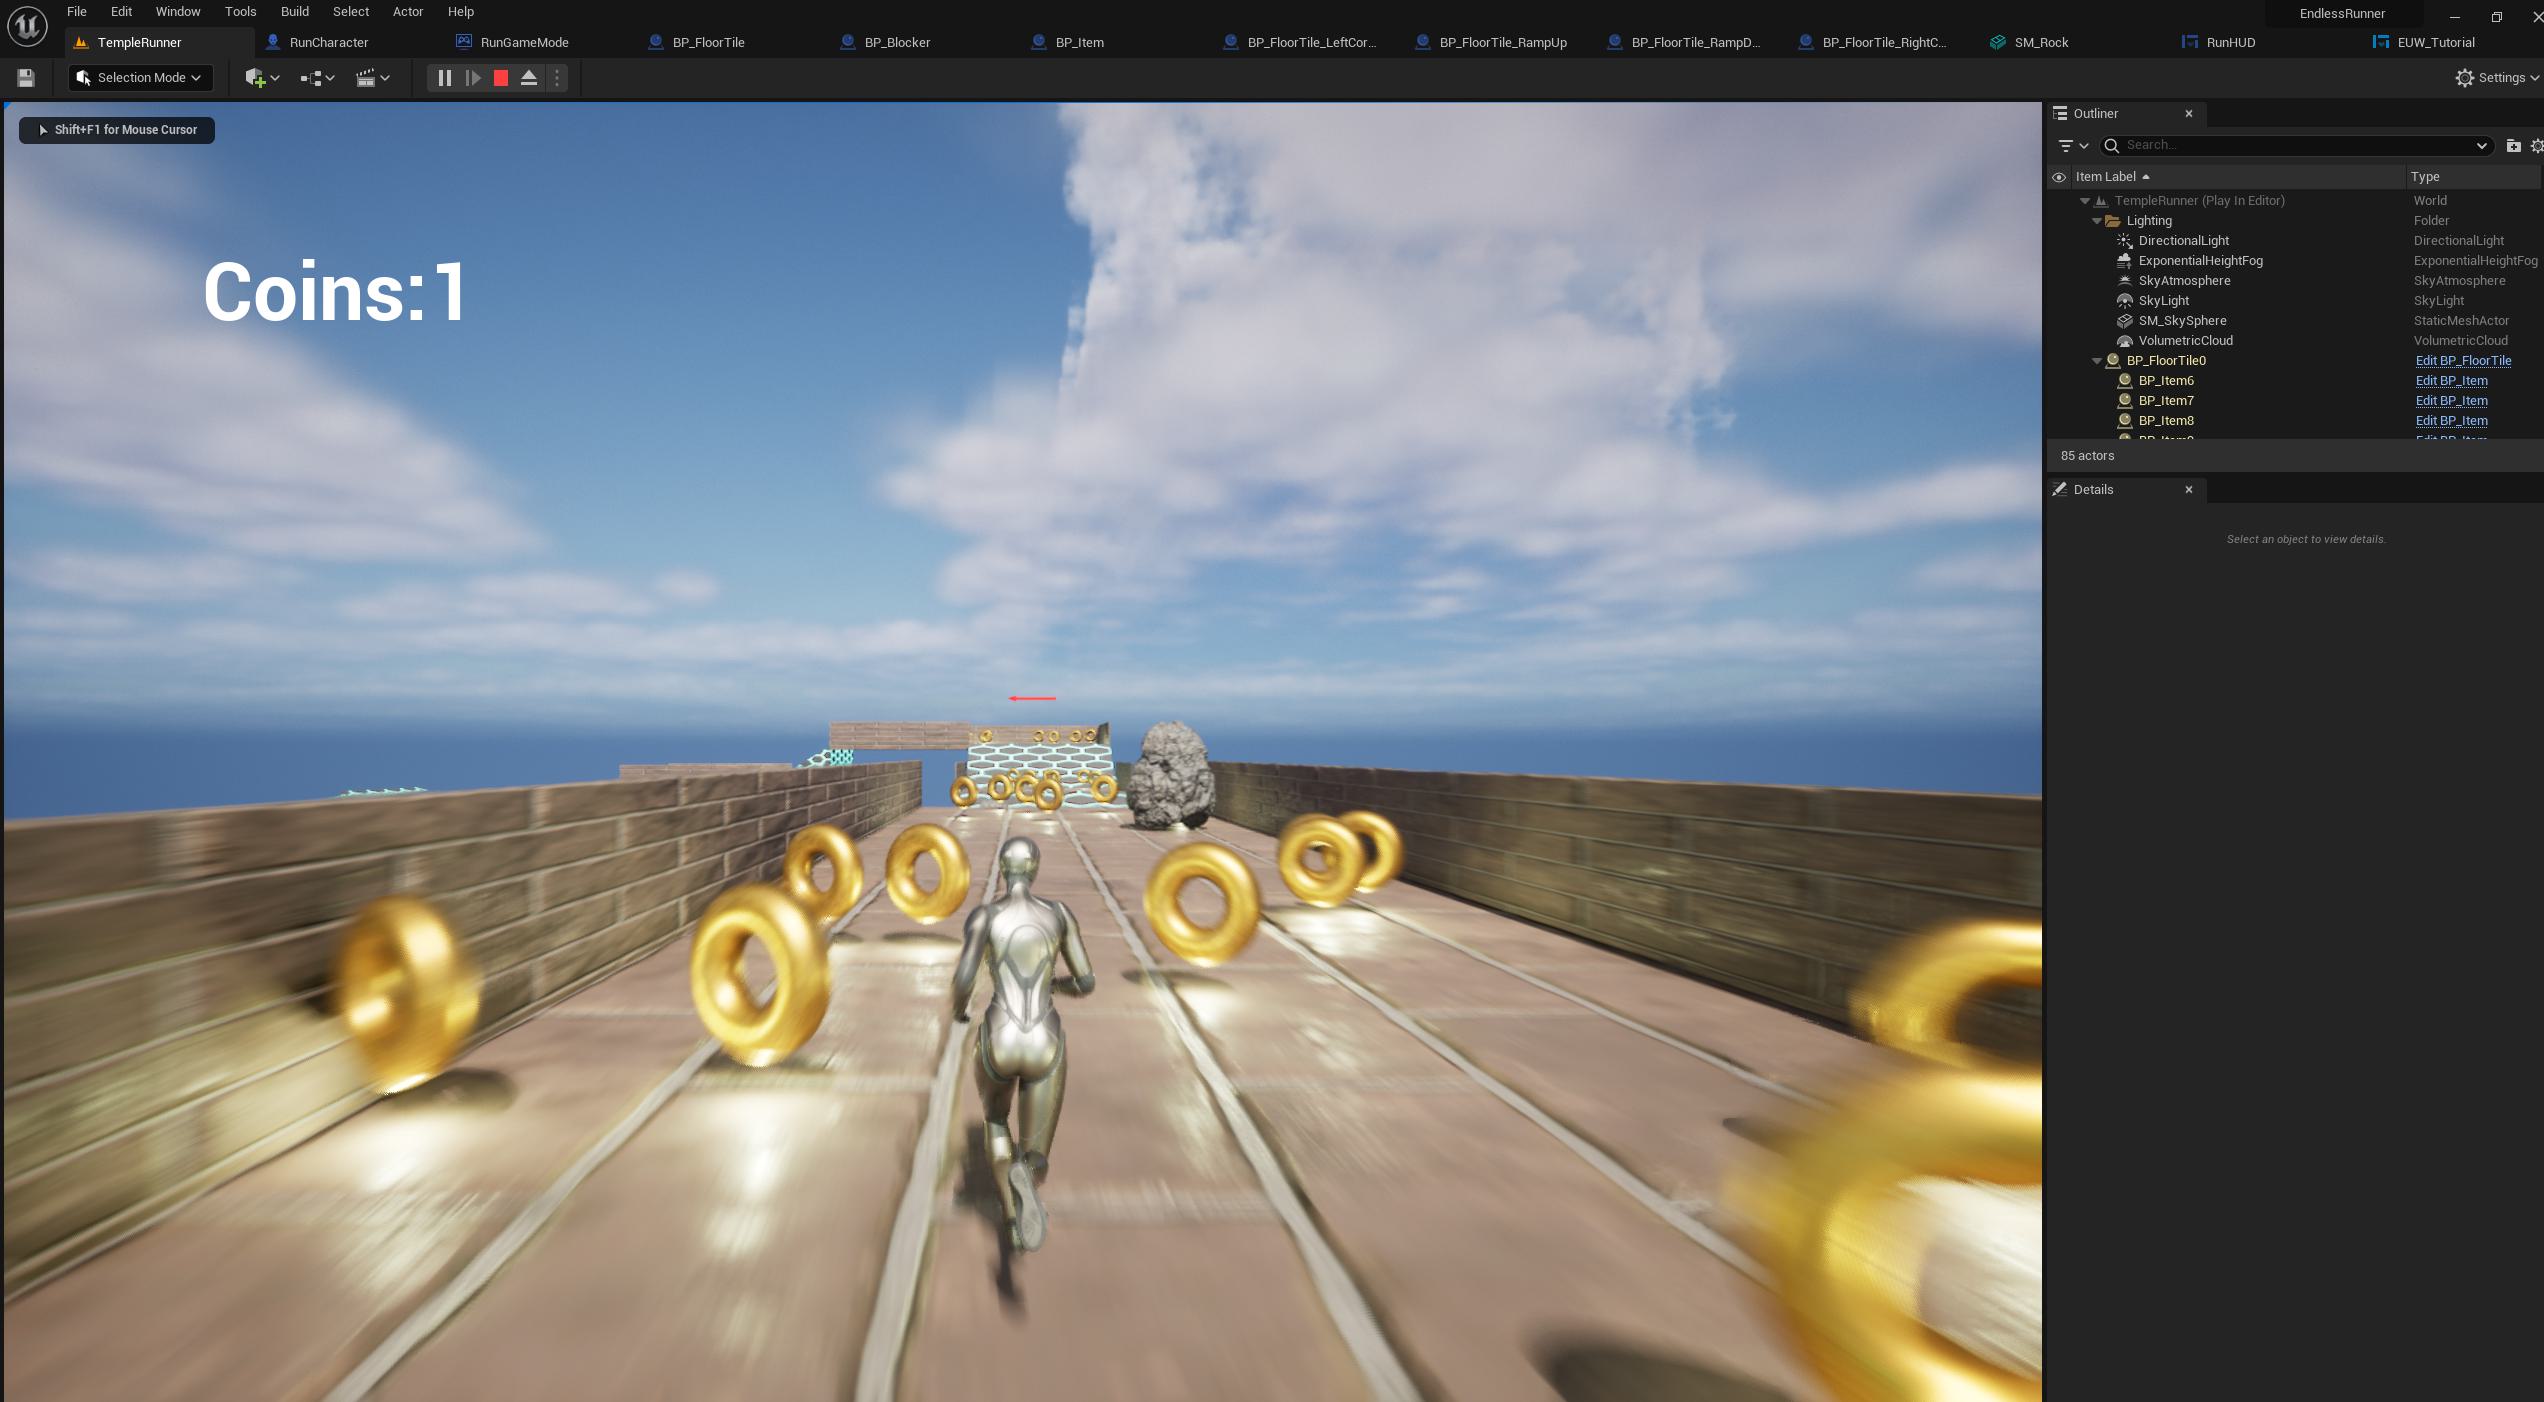 File Edit Window Tools Build Select Actor Help
EndlessRunner
TempleRunner RunCharacter RunGameMode BP_FloorTile BP_Blocker BP_Item BP_FloorTile_LeftCor... BP_FloorTile_RampUp BP_FloorTile_RampD... BP_FloorTile_RightC... SM_Rock RunHUD EUW_Tutorial
Selection Mode
Settings
Shift+F1 for Mouse Cursor
Coins:1
Outliner
Search...
Item Label Type
TempleRunner (Play In Editor) World
Lighting Folder
DirectionalLight DirectionalLight
ExponentialHeightFog ExponentialHeightFog
SkyAtmosphere SkyAtmosphere
SkyLight SkyLight
SM_SkySphere StaticMeshActor
VolumetricCloud VolumetricCloud
BP_FloorTile0 Edit BP_FloorTile
BP_Item6 Edit BP_Item
BP_Item7 Edit BP_Item
BP_Item8 Edit BP_Item
85 actors
Details
Select an object to view details.